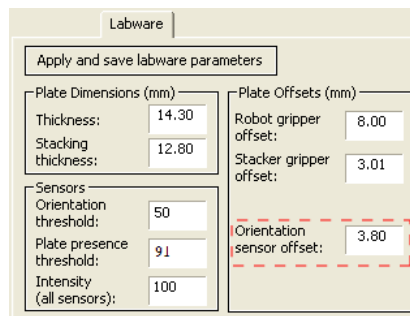 Labware
Apply and save labware parameters
Plate Dimensions (mm)
Thickness: 14.30
Stacking
thickness: 12.80
Sensors
Orientation
threshold: 50
Plate presence
threshold: 91
Intensity
(all sensors): 100
Plate Offsets (mm)
Robot gripper
offset: 8.00
Stacker gripper
offset: 3.01
Orientation
sensor offset: 3.80